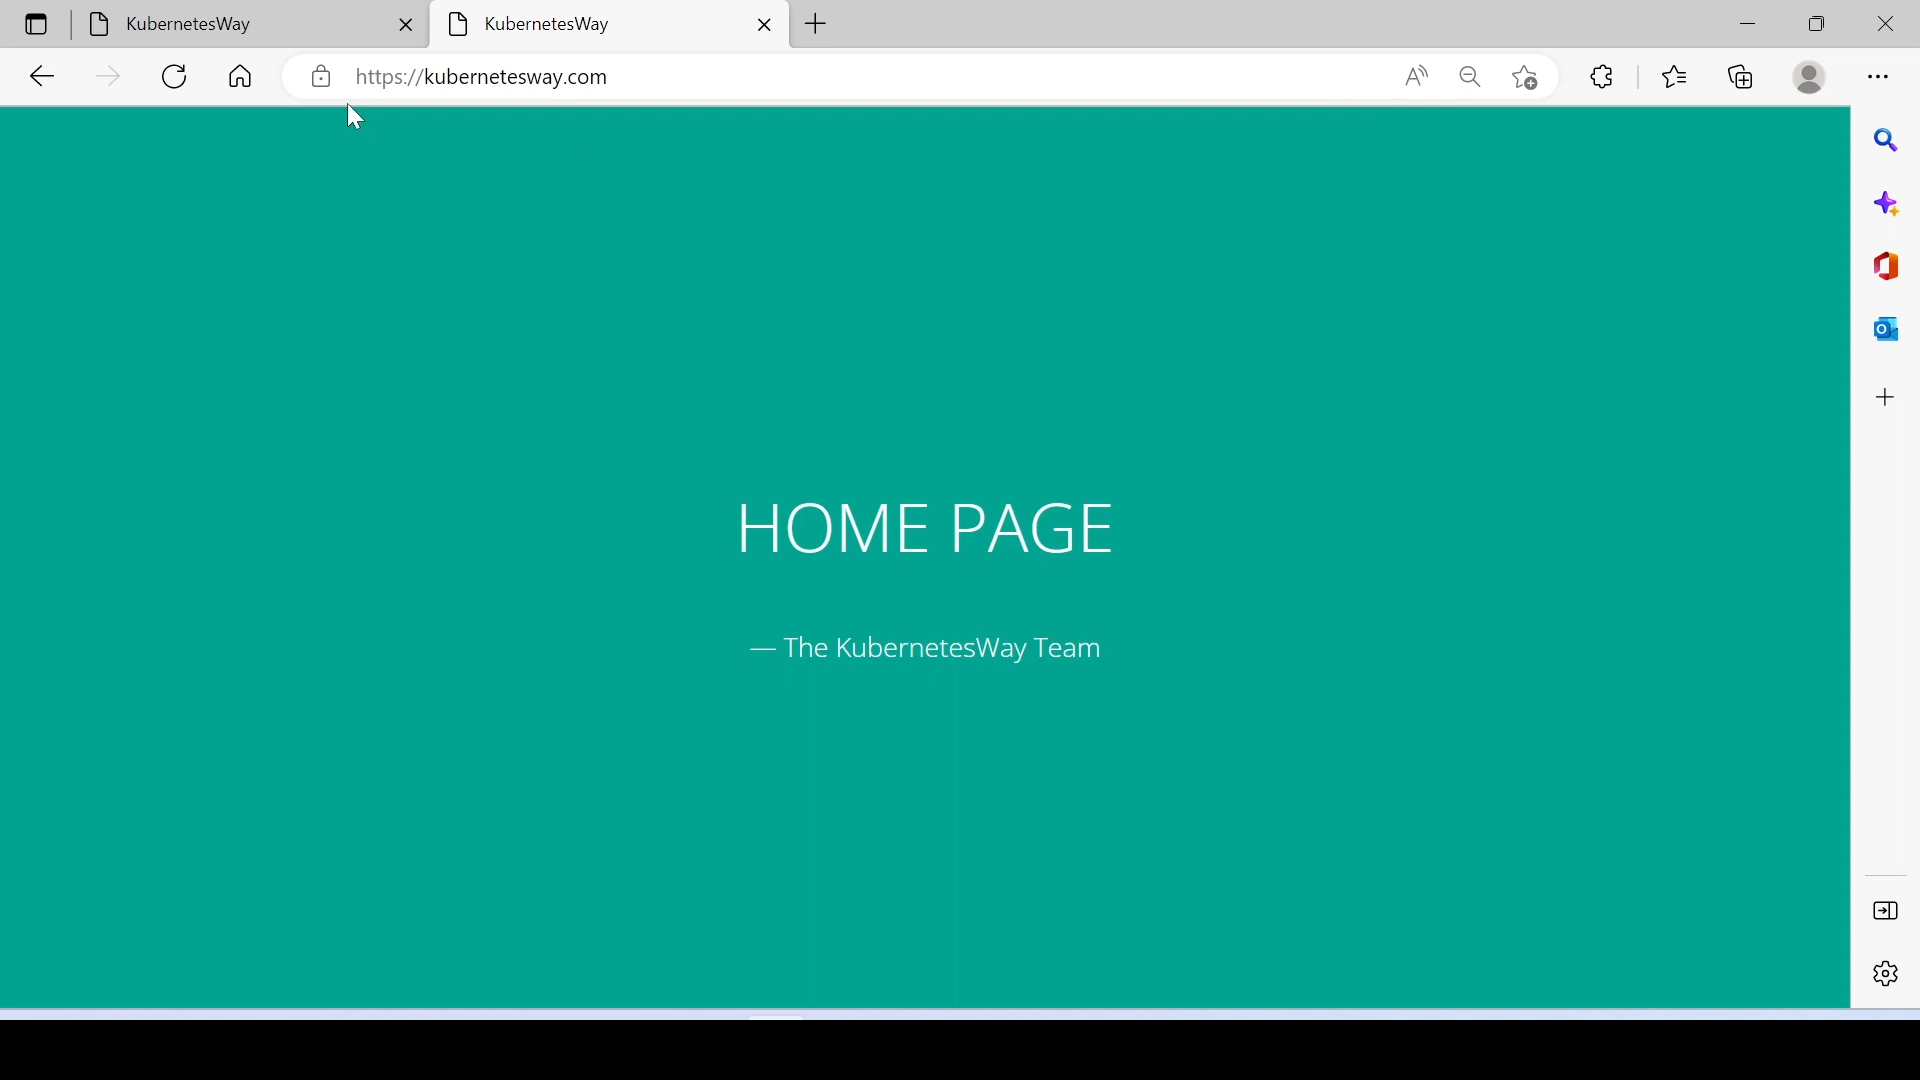 KubernetesWay
KubernetesWay
https://kubernetesway.com
HOME PAGE
— The KubernetesWay Team